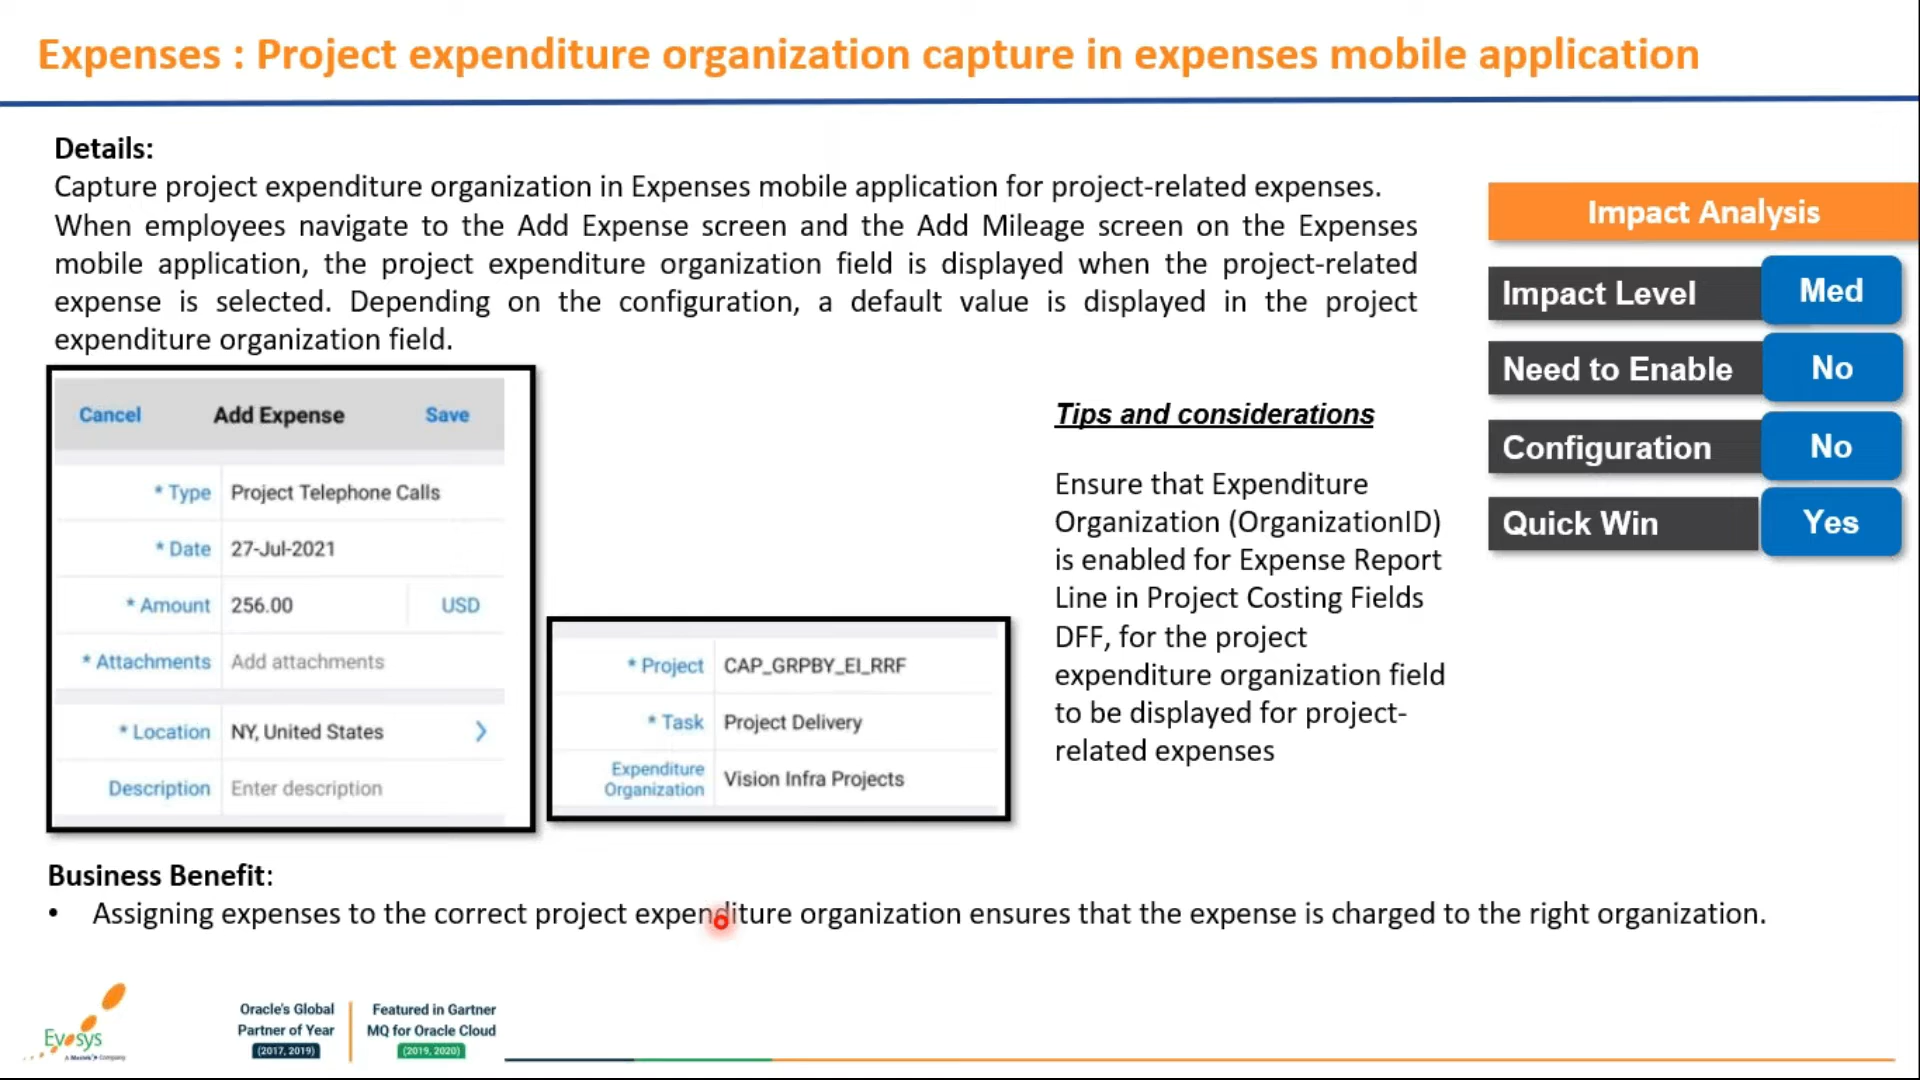 Expenses : Project expenditure organization capture in expenses mobile application
Details:
Capture project expenditure organization in Expenses mobile application for project-related expenses.
When employees navigate to the Add Expense screen and the Add Mileage screen on the Expenses
mobile application, the project expenditure organization field is displayed when the project-related
expense is selected. Depending on the configuration, a default value is displayed in the project
expenditure organization field.
Cancel Add Expense Save
* Type Project Telephone Calls
* Date 27-Jul-2021
* Amount 256.00 USD
* Attachments Add attachments
* Location NY, United States
Description Enter description
* Project CAP_GRPBY_EI_RRF
* Task Project Delivery
Expenditure
Organization Vision Infra Projects
Tips and considerations
Ensure that Expenditure
Organization (OrganizationID)
is enabled for Expense Report
Line in Project Costing Fields
DFF, for the project
expenditure organization field
to be displayed for project-
related expenses
Impact Analysis
Impact Level Med
Need to Enable No
Configuration No
Quick Win Yes
Business Benefit:
• Assigning expenses to the correct project expenditure organization ensures that the expense is charged to the right organization.
Evosys
A Mastek Company
Oracle's Global
Partner of Year
(2017, 2019)
Featured in Gartner
MQ for Oracle Cloud
(2019, 2020)